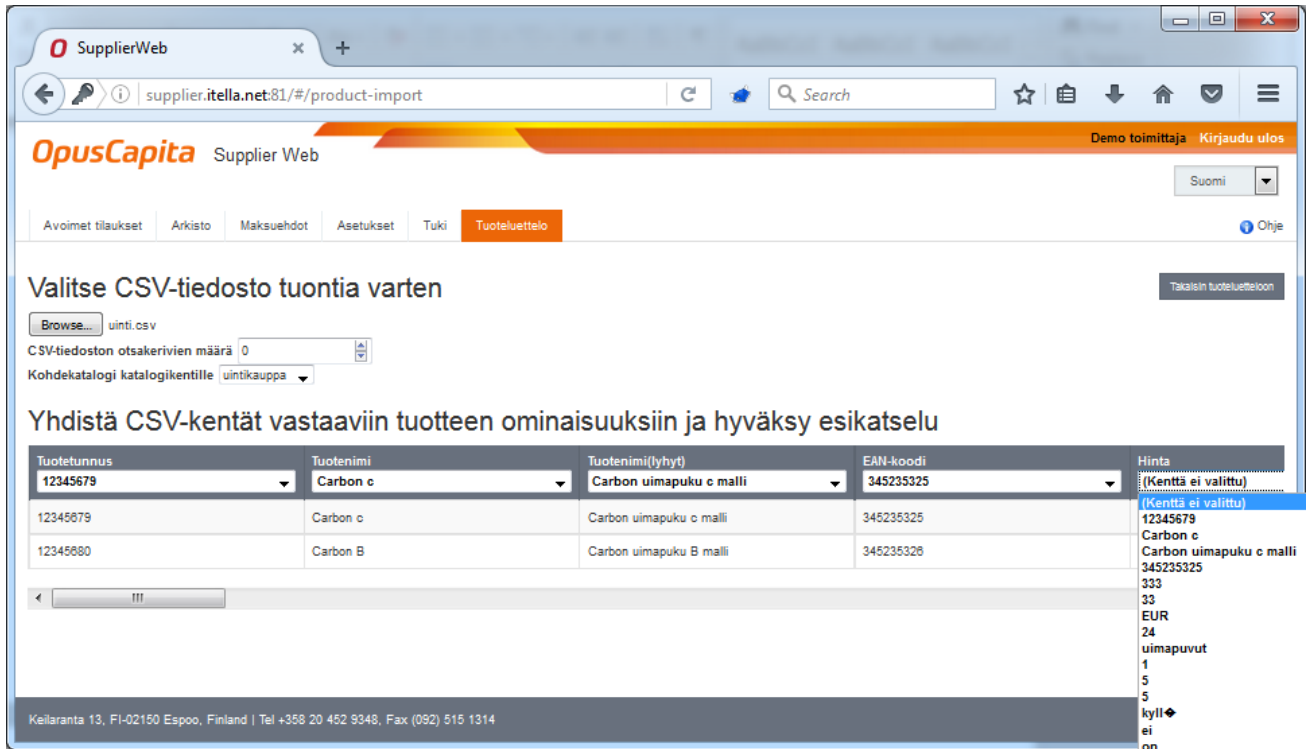 SupplierWeb
supplier.itella.net:81/#/product-import
Search
OpusCapita Supplier Web
Demo toimittaja Kirjaudu ulos
Suomi
Avoimet tilaukset Arkisto Maksuehdot Asetukset Tuki Tuoteluettelo
Ohje
Valitse CSV-tiedosto tuontia varten
Takaisin tuoteluetteloon
Browse... uinti.csv
CSV-tiedoston otsakerivien määrä 0
Kohdekatalogi katalogikentille uintikauppa
Yhdistä CSV-kentät vastaaviin tuotteen ominaisuuksiin ja hyväksy esikatselu
Tuotetunnus Tuotenimi Tuotenimi(lyhyt) EAN-koodi Hinta
12345679 Carbon c Carbon uimapuku c malli 345235325 (Kenttä ei valittu)
12345679 Carbon c Carbon uimapuku c malli 345235325
12345680 Carbon B Carbon uimapuku B malli 345235326
(Kenttä ei valittu)
12345679
Carbon c
Carbon uimapuku c malli
345235325
333
33
EUR
24
uimapuvut
1
5
5
kyll�
ei
on
Keilaranta 13, FI-02150 Espoo, Finland | Tel +358 20 452 9348, Fax (092) 515 1314